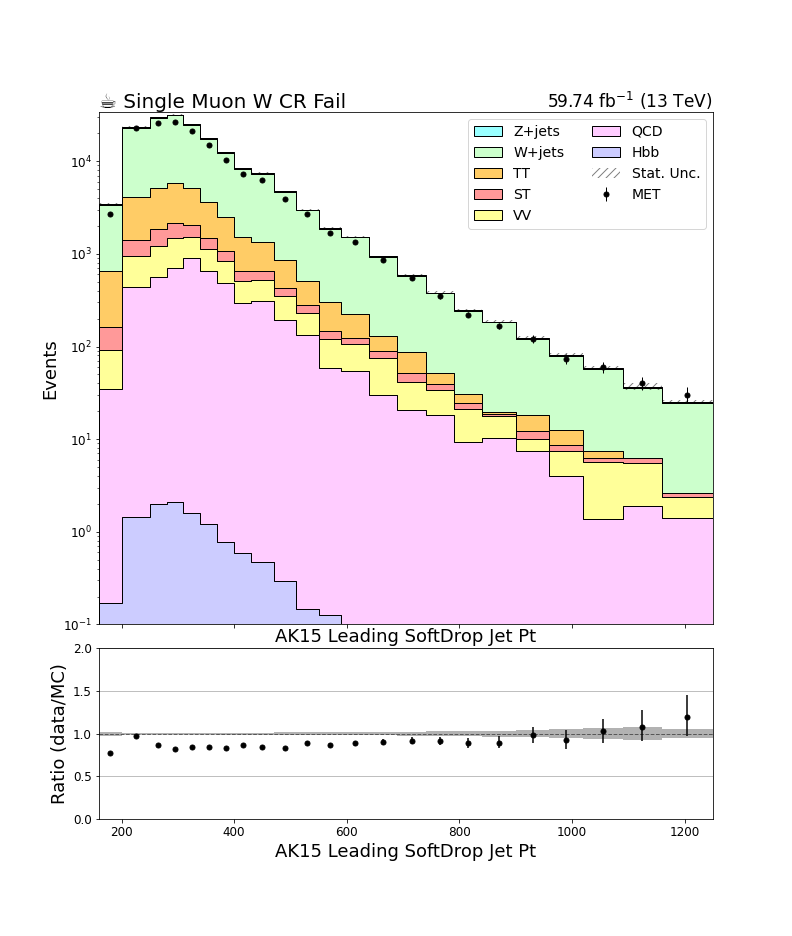 ☕ Single Muon W CR Fail
59.74 fb⁻¹ (13 TeV)
Z+jets
W+jets
TT
ST
VV
QCD
Hbb
Stat. Unc.
MET
Events
10⁴
10³
10²
10¹
10⁰
10⁻¹
AK15 Leading SoftDrop Jet Pt
Ratio (data/MC)
2.0
1.5
1.0
0.5
0.0
200 400 600 800 1000 1200
AK15 Leading SoftDrop Jet Pt